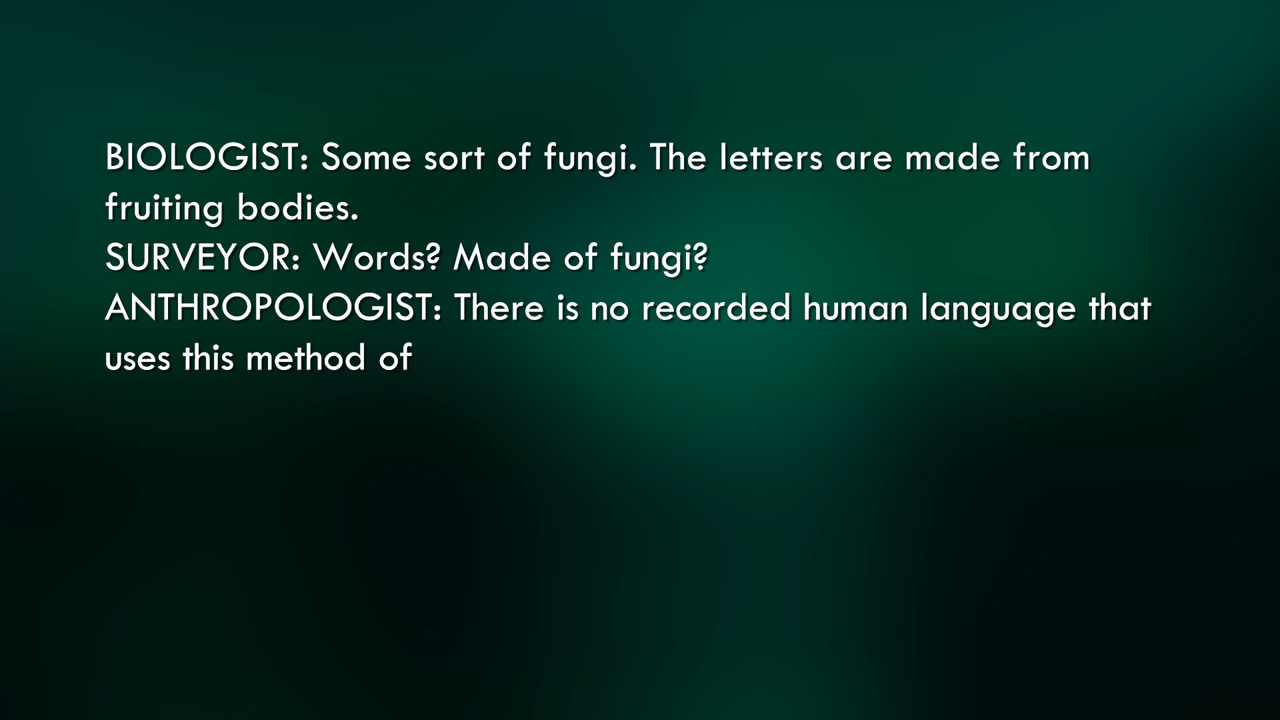 BIOLOGIST: Some sort of fungi. The letters are made from
fruiting bodies.
SURVEYOR: Words? Made of fungi?
ANTHROPOLOGIST: There is no recorded human language that
uses this method of